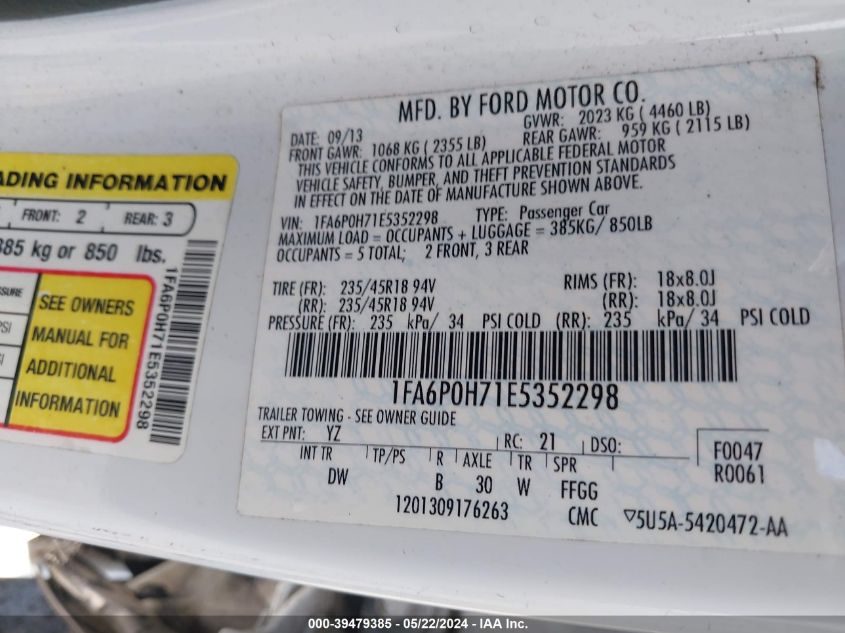 ADING INFORMATION
FRONT: 2 REAR: 3
385 kg or 850 lbs.
SSURE
SEE OWNERS
MANUAL FOR
ADDITIONAL
INFORMATION
PSI
1FA6P0H71E5352298
MFD. BY FORD MOTOR CO.
DATE: 09/13 GVWR: 2023 KG ( 4460 LB)
FRONT GAWR: 1068 KG ( 2355 LB) REAR GAWR: 959 KG ( 2115 LB)
THIS VEHICLE CONFORMS TO ALL APPLICABLE FEDERAL MOTOR
VEHICLE SAFETY, BUMPER, AND THEFT PREVENTION STANDARDS
IN EFFECT ON THE DATE OF MANUFACTURE SHOWN ABOVE.
VIN: 1FA6P0H71E5352298 TYPE: Passenger Car
MAXIMUM LOAD = OCCUPANTS + LUGGAGE = 385KG/ 850LB
OCCUPANTS = 5 TOTAL; 2 FRONT, 3 REAR
TIRE (FR): 235/45R18 94V RIMS (FR): 18x8.0J
(RR): 235/45R18 94V (RR): 18x8.0J
PRESSURE (FR): 235 kPa/ 34 PSI COLD (RR): 235 kPa/ 34 PSI COLD
1FA6P0H71E5352298
TRAILER TOWING - SEE OWNER GUIDE
EXT PNT: YZ RC: 21 DSO: F0047
INT TR TP/PS R AXLE TR SPR R0061
DW B 30 W FFGG
1201309176263 CMC ▽5U5A-5420472-AA
000-39479385 - 05/22/2024 - IAA Inc.